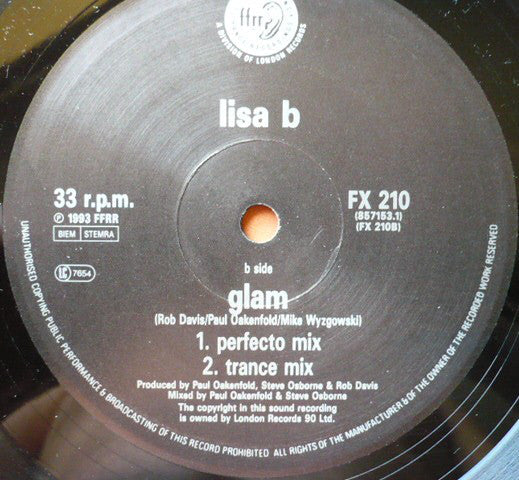 ffrr
A DIVISION OF LONDON RECORDS
lisa b
33 r.p.m.
℗ 1993 FFRR
BIEM STEMRA
LC 7654
FX 210
(857153.1)
(FX 210B)
b side
glam
(Rob Davis/Paul Oakenfold/Mike Wyzgowski)
1. perfecto mix
2. trance mix
Produced by Paul Oakenfold, Steve Osborne & Rob Davis
Mixed by Paul Oakenfold & Steve Osborne
The copyright in this sound recording
is owned by London Records 90 Ltd.
UNAUTHORISED COPYING PUBLIC PERFORMANCE & BROADCASTING OF THIS RECORD PROHIBITED ALL RIGHTS OF THE MANUFACTURER & OF THE OWNER OF THE RECORDED WORK RESERVED